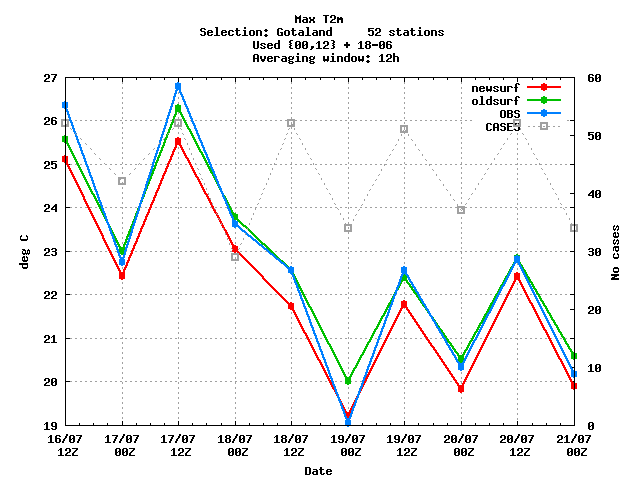 Max T2m
Selection: Gotaland     52 stations
Used {00,12} + 18-06
Averaging window: 12h
27
26
25
24
23
22
21
20
19
deg C
60
50
40
30
20
10
0
No cases
newsurf
oldsurf
OBS
CASES
16/07 17/07 17/07 18/07 18/07 19/07 19/07 20/07 20/07 21/07
12Z 00Z 12Z 00Z 12Z 00Z 12Z 00Z 12Z 00Z
Date